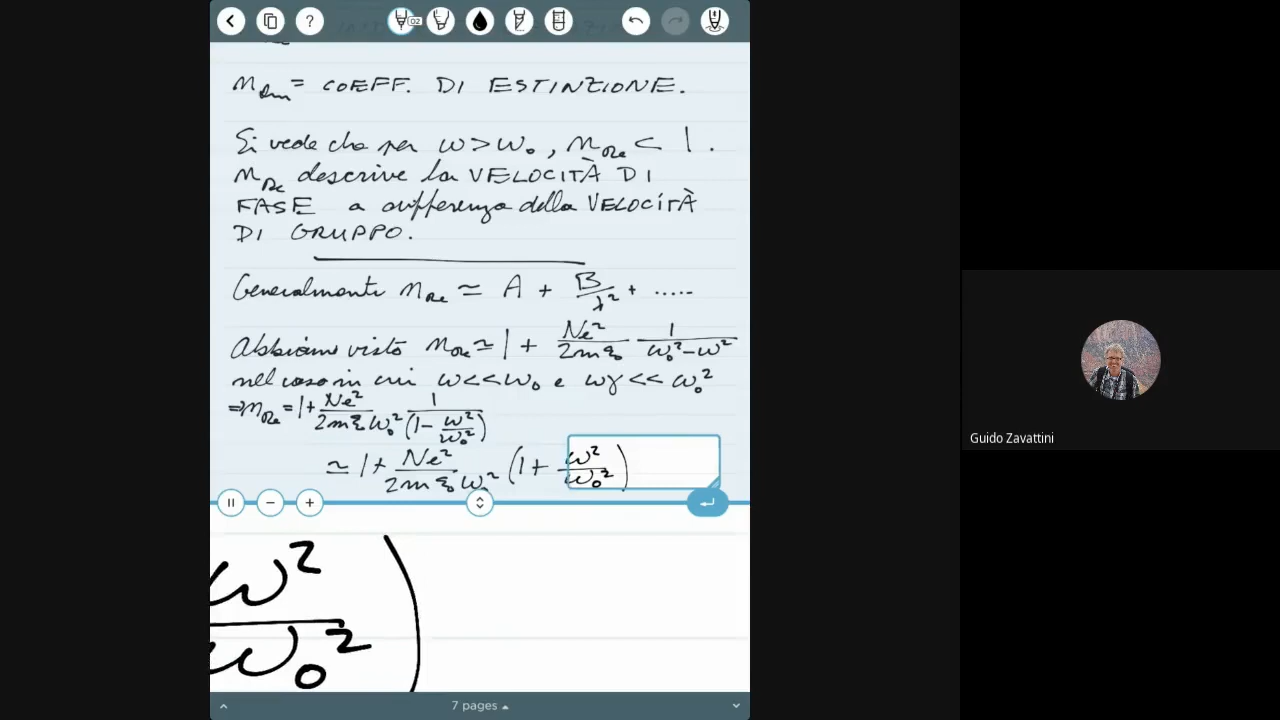 ?
02
n_Im = COEFF. DI ESTINZIONE.
Si vede che per ω > ω₀, n_Re < 1.
n_Re descrive la VELOCITÀ DI
FASE a differenza della VELOCITÀ
DI GRUPPO.
Generalmente n_Re ≃ A + B/λ² + .....
Abbiamo visto n_Re ≃ 1 + Ne²/2mε₀ 1/(ω₀²-ω²)
nel caso in cui ω << ω₀ e ωγ << ω₀²
⇒ n_Re = 1 + Ne²/2mε₀ω₀² 1/(1 - ω²/ω₀²)
≃ 1 + Ne²/2mε₀ω₀² (1 + ω²/ω₀²)
ω²/ω₀² )
7 pages
Guido Zavattini